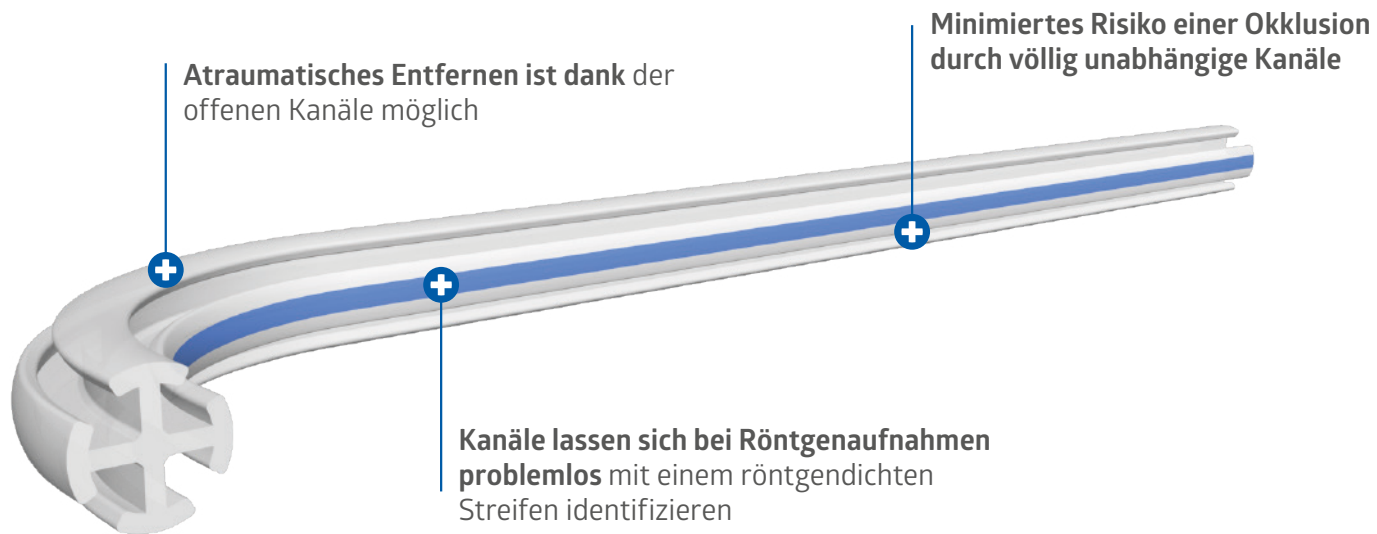 Minimiertes Risiko einer Okklusion
durch völlig unabhängige Kanäle
Atraumatisches Entfernen ist dank der
offenen Kanäle möglich
Kanäle lassen sich bei Röntgenaufnahmen
problemlos mit einem röntgendichten
Streifen identifizieren